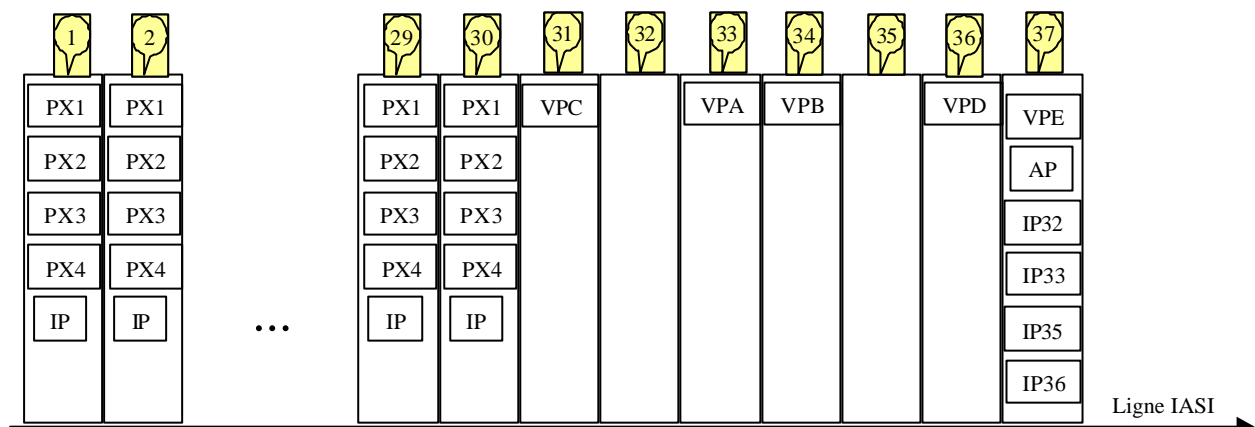 1 2 29 30 31 32 33 34 35 36 37
PX1 PX1 PX1 PX1 VPC VPA VPB VPD VPE
PX2 PX2 PX2 PX2 AP
PX3 PX3 PX3 PX3 IP32
PX4 PX4 PX4 PX4 IP33
IP IP ... IP IP IP35
IP36
Ligne IASI